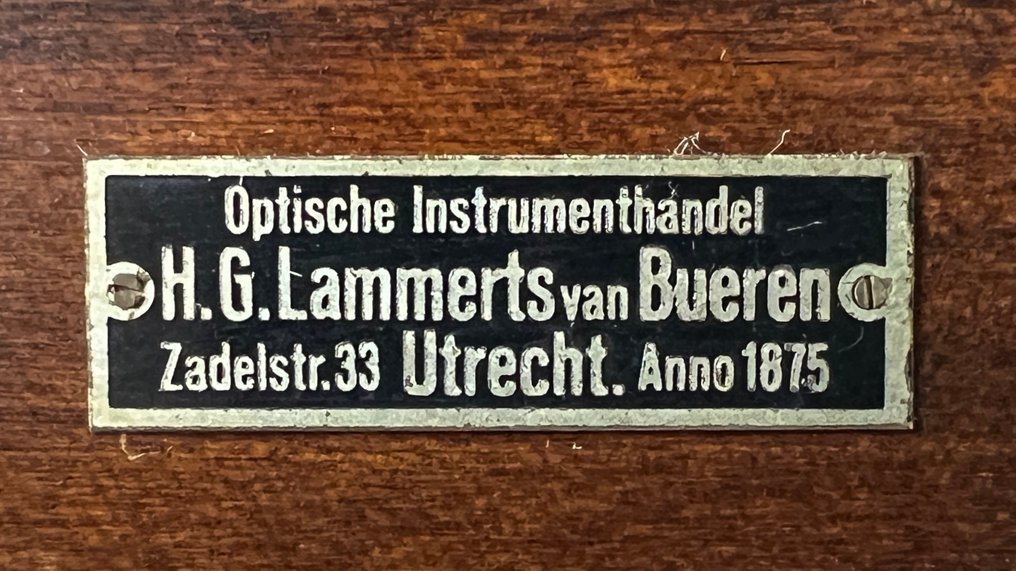 Optische Instrumenthandel
H. G. Lammerts van Bueren
Zadelstr. 33 Utrecht. Anno 1875